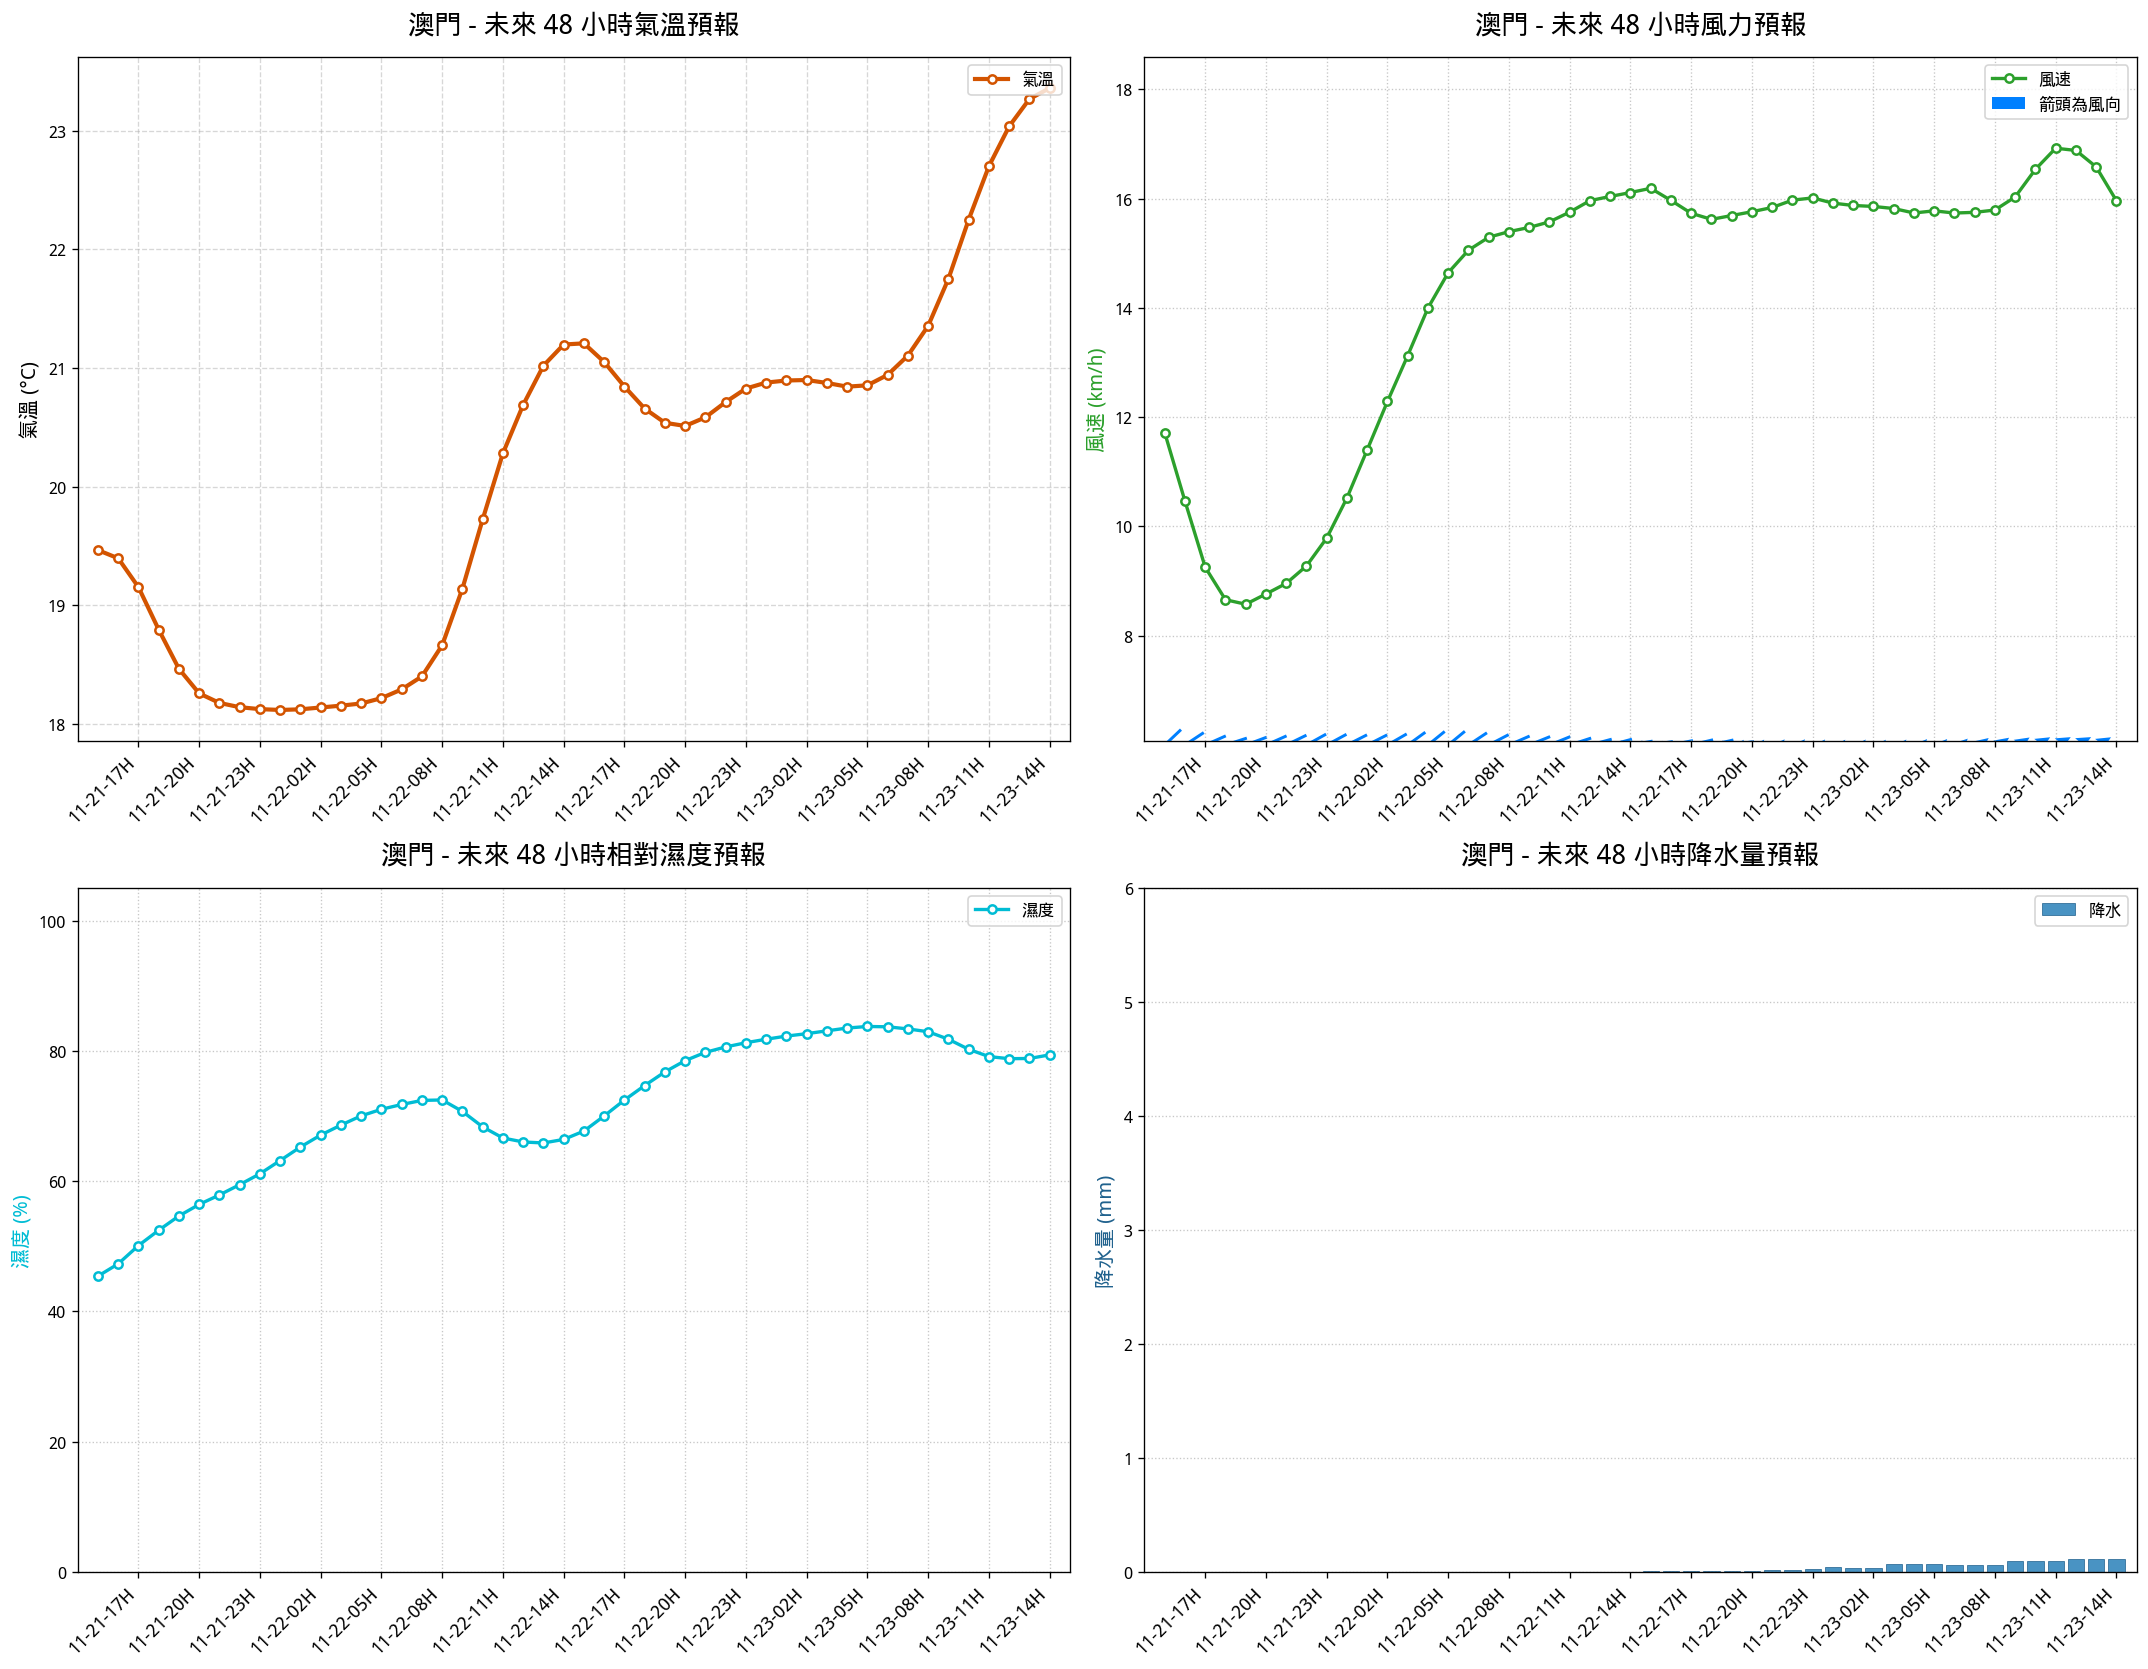 澳門 - 未來 48 小時氣溫預報
氣溫
氣溫 (°C)
23
22
21
20
19
18
11-21-17H
11-21-20H
11-21-23H
11-22-02H
11-22-05H
11-22-08H
11-22-11H
11-22-14H
11-22-17H
11-22-20H
11-22-23H
11-23-02H
11-23-05H
11-23-08H
11-23-11H
11-23-14H
澳門 - 未來 48 小時風力預報
風速
箭頭為風向
風速 (km/h)
18
16
14
12
10
8
11-21-17H
11-21-20H
11-21-23H
11-22-02H
11-22-05H
11-22-08H
11-22-11H
11-22-14H
11-22-17H
11-22-20H
11-22-23H
11-23-02H
11-23-05H
11-23-08H
11-23-11H
11-23-14H
澳門 - 未來 48 小時相對濕度預報
濕度
濕度 (%)
100
80
60
40
20
0
11-21-17H
11-21-20H
11-21-23H
11-22-02H
11-22-05H
11-22-08H
11-22-11H
11-22-14H
11-22-17H
11-22-20H
11-22-23H
11-23-02H
11-23-05H
11-23-08H
11-23-11H
11-23-14H
澳門 - 未來 48 小時降水量預報
降水
降水量 (mm)
6
5
4
3
2
1
0
11-21-17H
11-21-20H
11-21-23H
11-22-02H
11-22-05H
11-22-08H
11-22-11H
11-22-14H
11-22-17H
11-22-20H
11-22-23H
11-23-02H
11-23-05H
11-23-08H
11-23-11H
11-23-14H